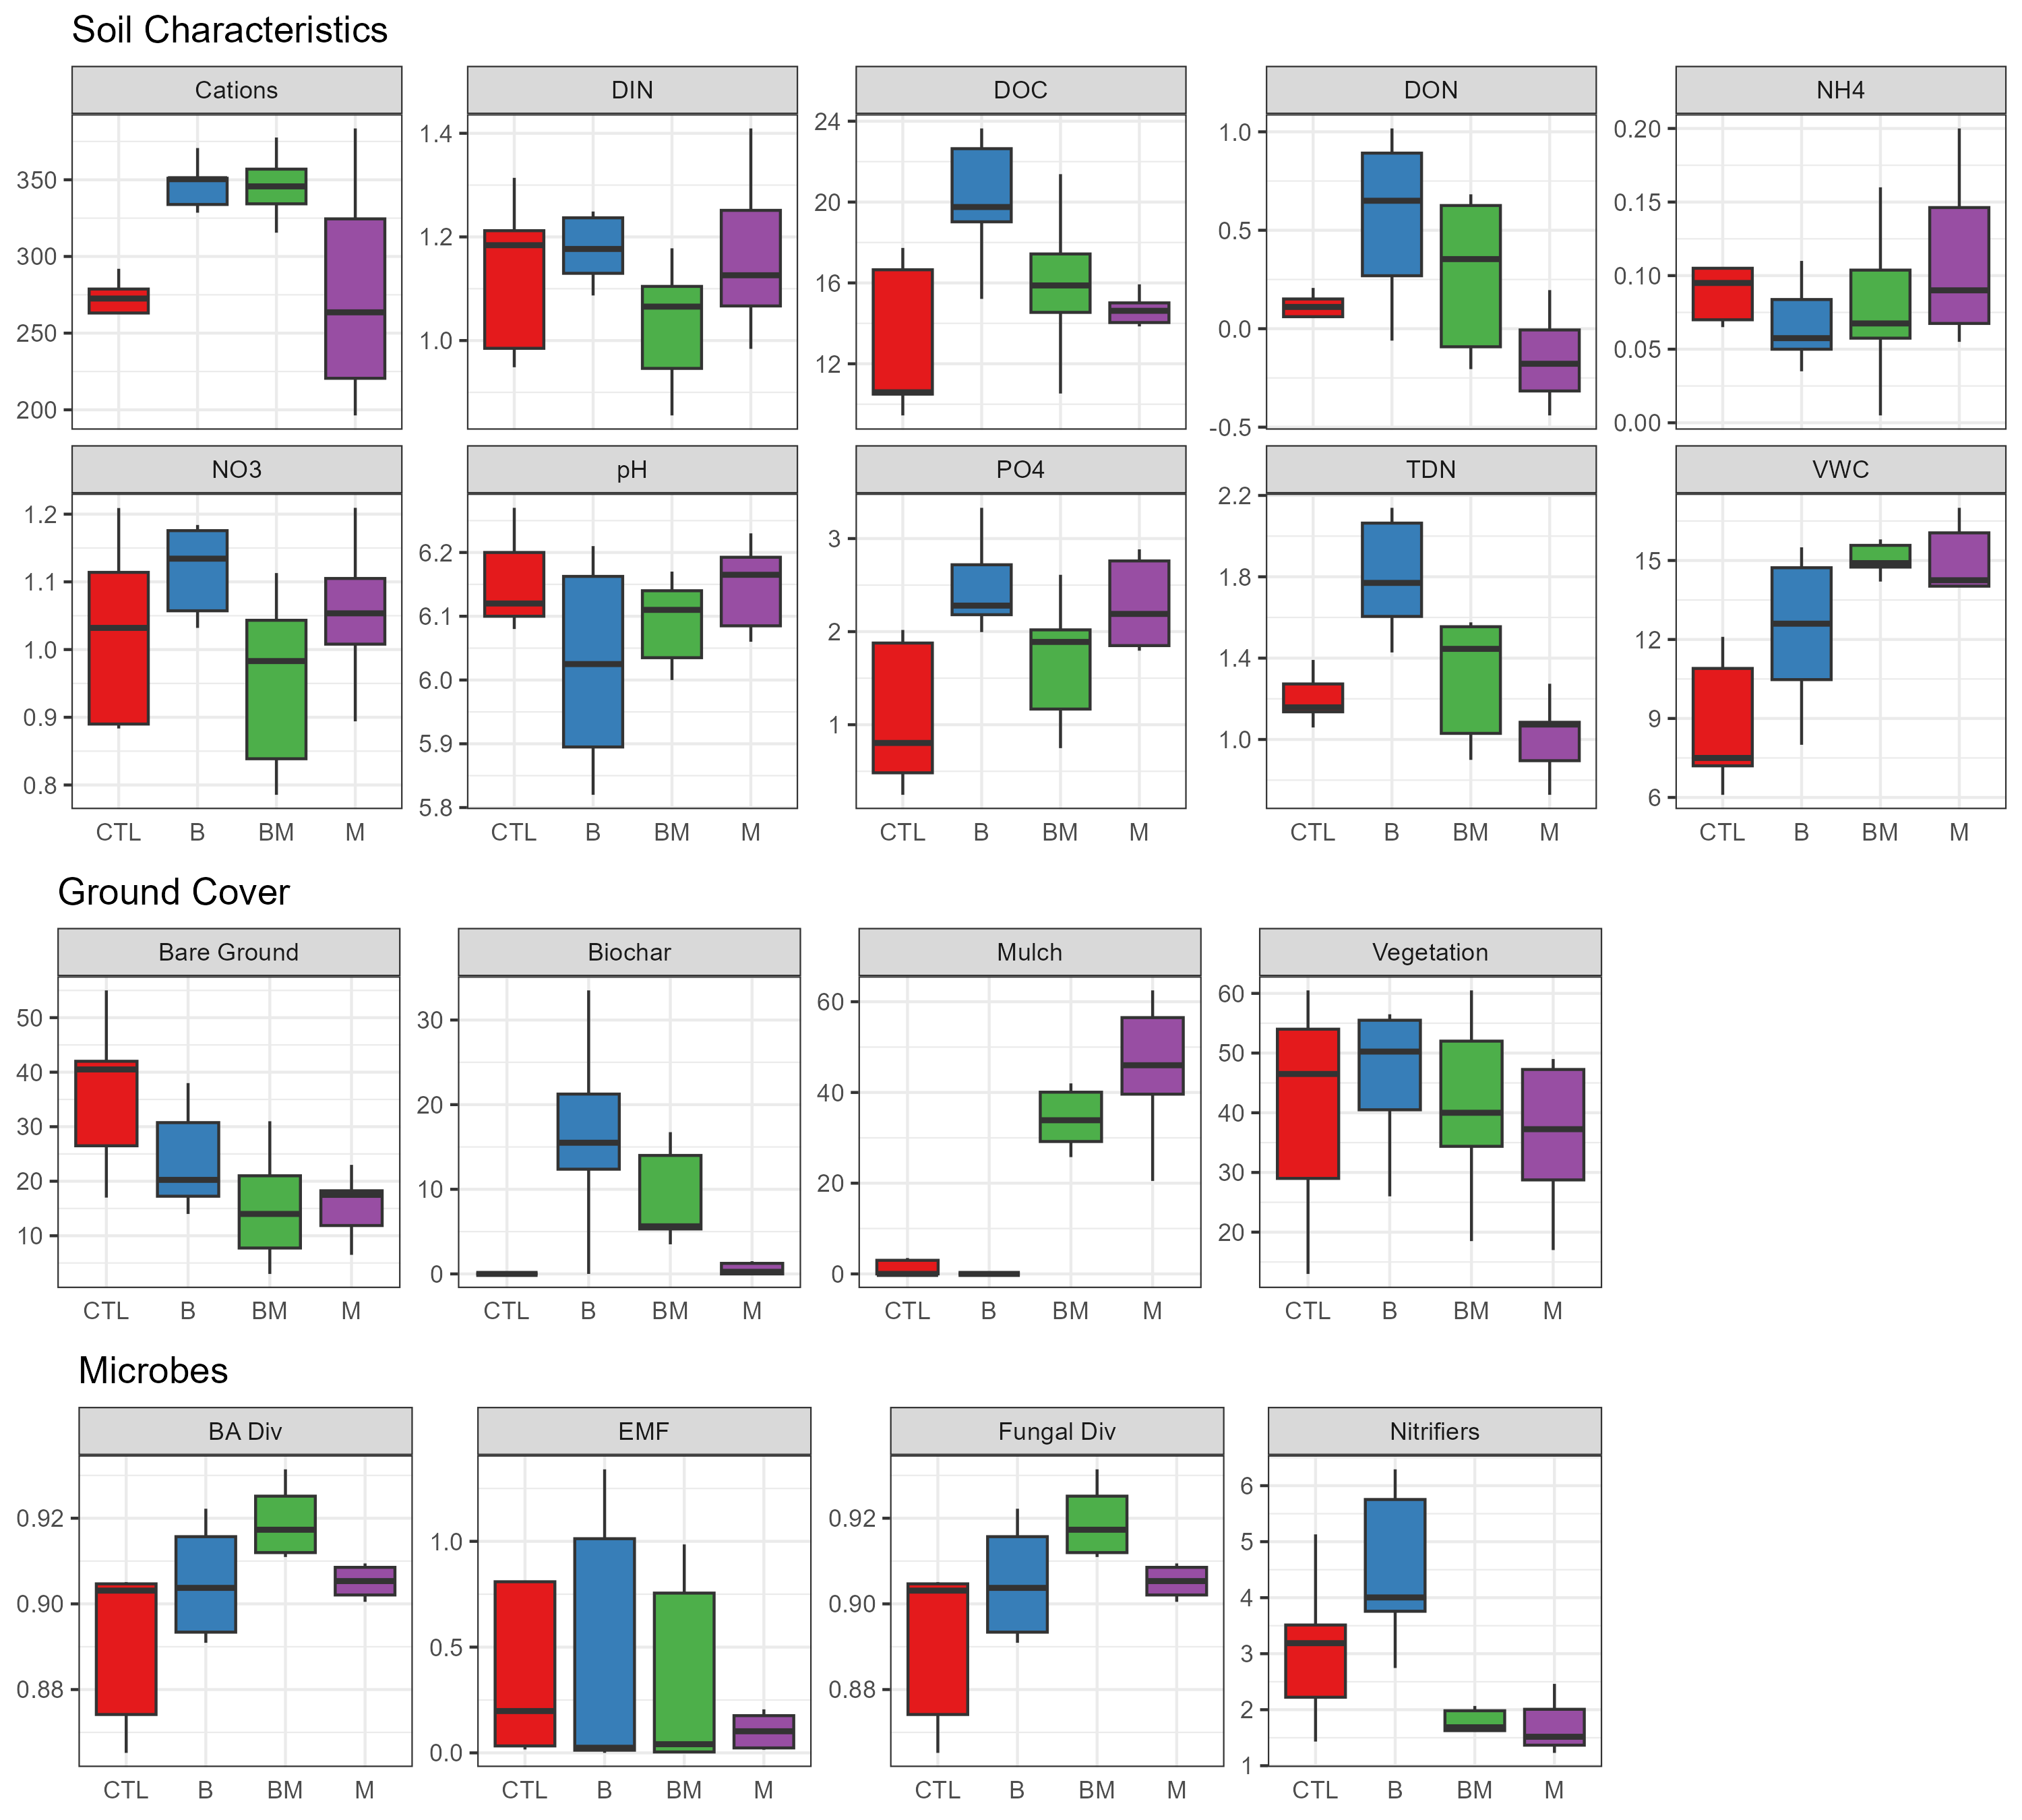 Soil Characteristics
Cations DIN DOC DON NH4
350 300 250 200
1.4 1.2 1.0
24 20 16 12
1.0 0.5 0.0 -0.5
0.20 0.15 0.10 0.05 0.00
NO3 pH PO4 TDN VWC
1.2 1.1 1.0 0.9 0.8
6.2 6.1 6.0 5.9 5.8
3 2 1
2.2 1.8 1.4 1.0
15 12 9 6
CTL B BM M CTL B BM M CTL B BM M CTL B BM M CTL B BM M
Ground Cover
Bare Ground Biochar Mulch Vegetation
50 40 30 20 10
30 20 10 0
60 40 20 0
60 50 40 30 20
CTL B BM M CTL B BM M CTL B BM M CTL B BM M
Microbes
BA Div EMF Fungal Div Nitrifiers
0.92 0.90 0.88
1.0 0.5 0.0
0.92 0.90 0.88
6 5 4 3 2 1
CTL B BM M CTL B BM M CTL B BM M CTL B BM M